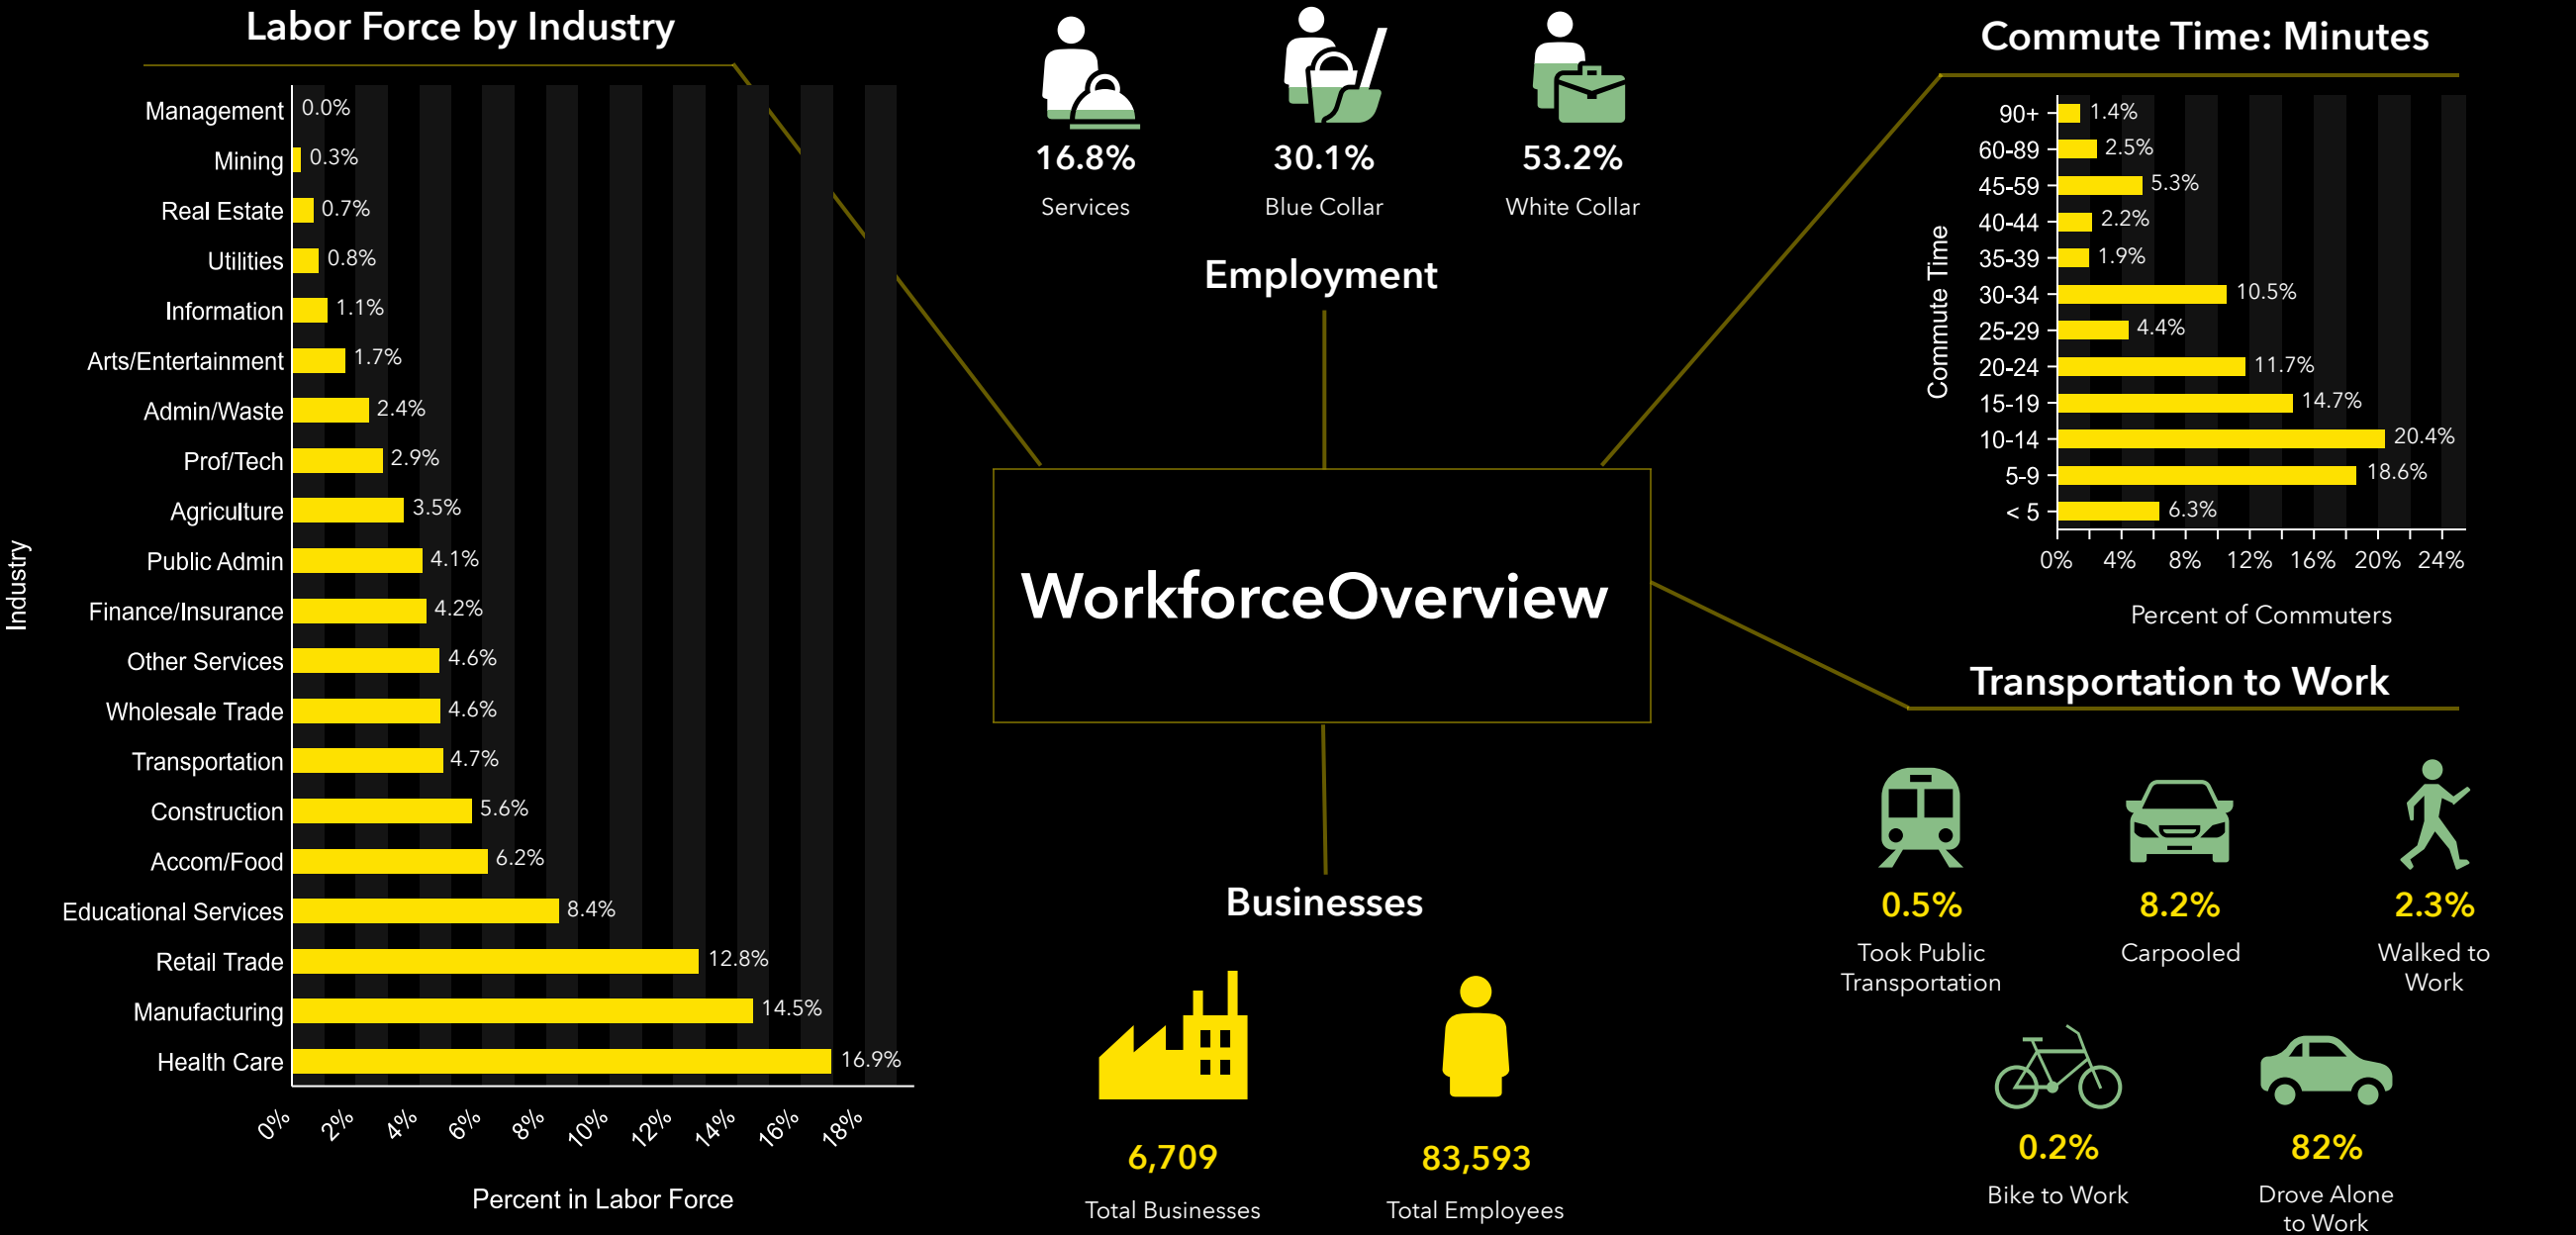 Labor Force by Industry
Industry
Management 0.0%
Mining 0.3%
Real Estate 0.7%
Utilities 0.8%
Information 1.1%
Arts/Entertainment 1.7%
Admin/Waste 2.4%
Prof/Tech 2.9%
Agriculture 3.5%
Public Admin 4.1%
Finance/Insurance 4.2%
Other Services 4.6%
Wholesale Trade 4.6%
Transportation 4.7%
Construction 5.6%
Accom/Food 6.2%
Educational Services 8.4%
Retail Trade 12.8%
Manufacturing 14.5%
Health Care 16.9%
0% 2% 4% 6% 8% 10% 12% 14% 16% 18%
Percent in Labor Force
16.8% 30.1% 53.2%
Services Blue Collar White Collar
Employment
WorkforceOverview
Businesses
6,709 83,593
Total Businesses Total Employees
Commute Time: Minutes
Commute Time
90+ 1.4%
60-89 2.5%
45-59 5.3%
40-44 2.2%
35-39 1.9%
30-34 10.5%
25-29 4.4%
20-24 11.7%
15-19 14.7%
10-14 20.4%
5-9 18.6%
< 5 6.3%
0% 4% 8% 12% 16% 20% 24%
Percent of Commuters
Transportation to Work
0.5% 8.2% 2.3%
Took Public Carpooled Walked to
Transportation Work
0.2% 82%
Bike to Work Drove Alone
to Work